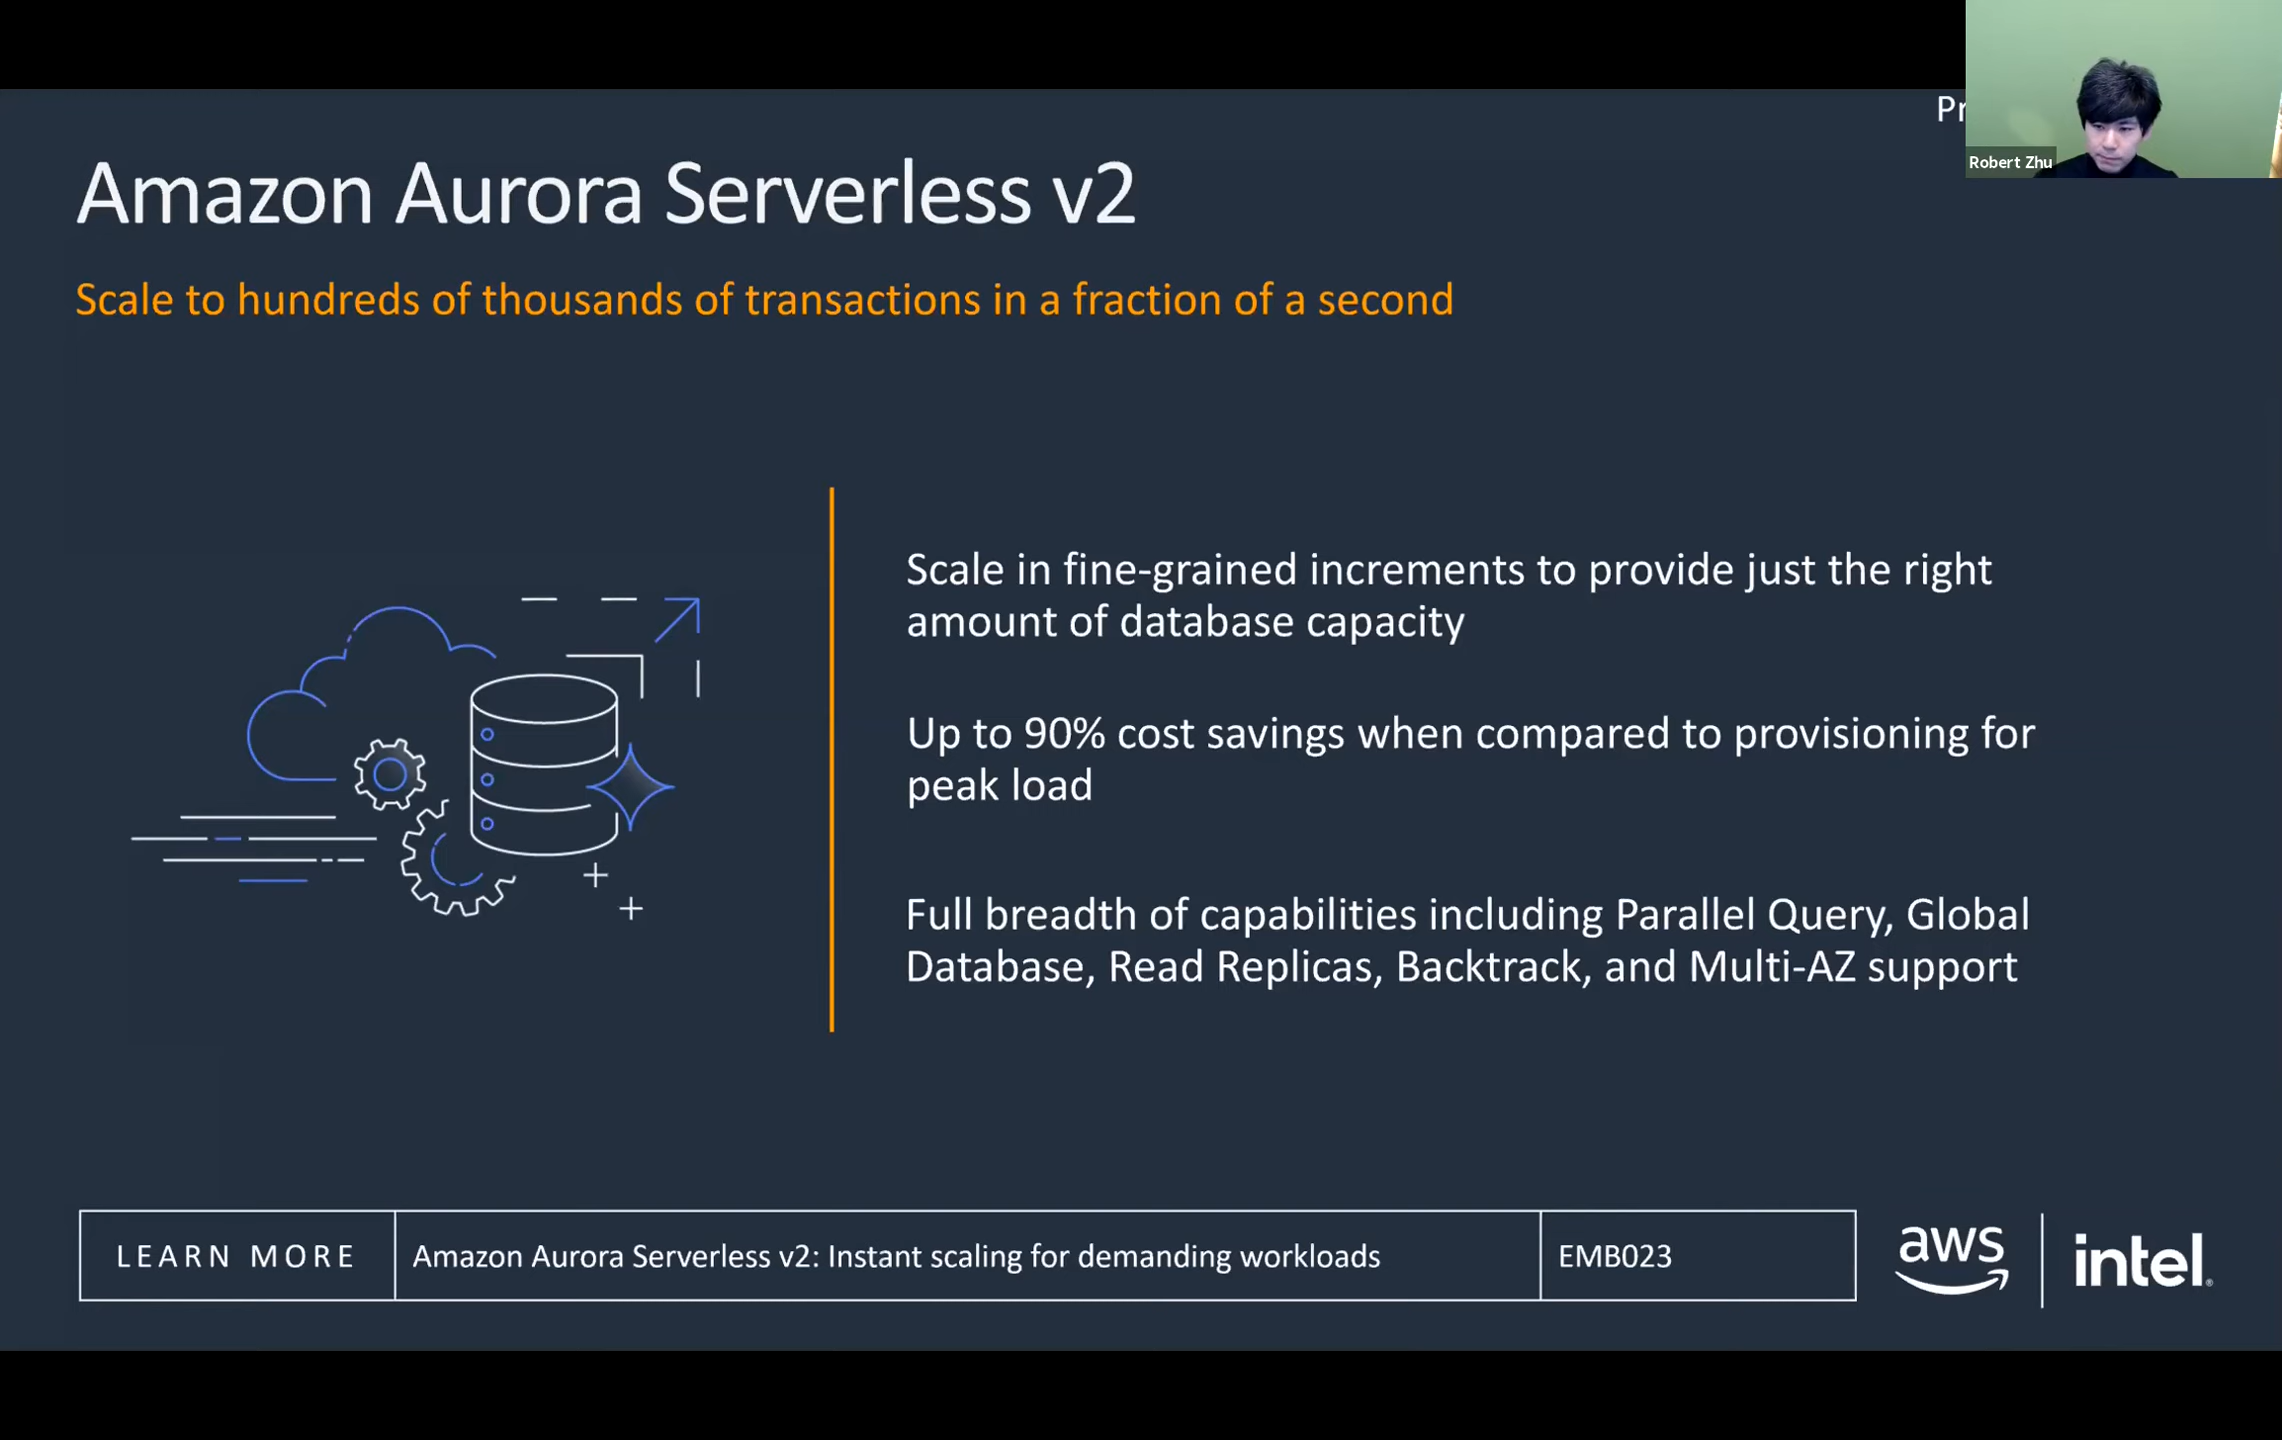 Robert Zhu
Amazon Aurora Serverless v2
Scale to hundreds of thousands of transactions in a fraction of a second
Scale in fine-grained increments to provide just the right
amount of database capacity
Up to 90% cost savings when compared to provisioning for
peak load
Full breadth of capabilities including Parallel Query, Global
Database, Read Replicas, Backtrack, and Multi-AZ support
LEARN MORE Amazon Aurora Serverless v2: Instant scaling for demanding workloads EMB023
aws intel